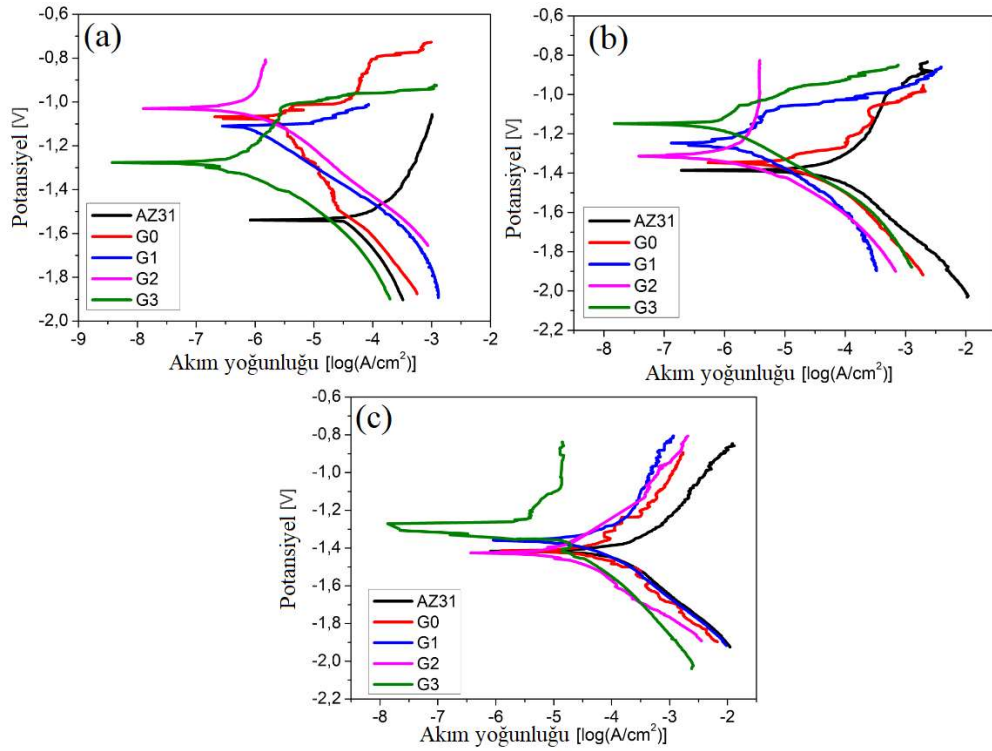 (a)
-0,6
-0,8
-1,0
-1,2
-1,4
-1,6
-1,8
-2,0
Potansiyel [V]
AZ31
G0
G1
G2
G3
-9 -8 -7 -6 -5 -4 -3 -2 -1
Akım yoğunluğu [log(A/cm²)]
(b)
-0,6
-0,8
-1,0
-1,2
-1,4
-1,6
-1,8
-2,0
-2,2
Potansiyel [V]
AZ31
G0
G1
G2
G3
-8 -7 -6 -5 -4 -3 -2
Akım yoğunluğu [log(A/cm²)]
(c)
-0,6
-0,8
-1,0
-1,2
-1,4
-1,6
-1,8
-2,0
-2,2
Potansiyel [V]
AZ31
G0
G1
G2
G3
-8 -7 -6 -5 -4 -3 -2
Akım yoğunluğu [log(A/cm²)]